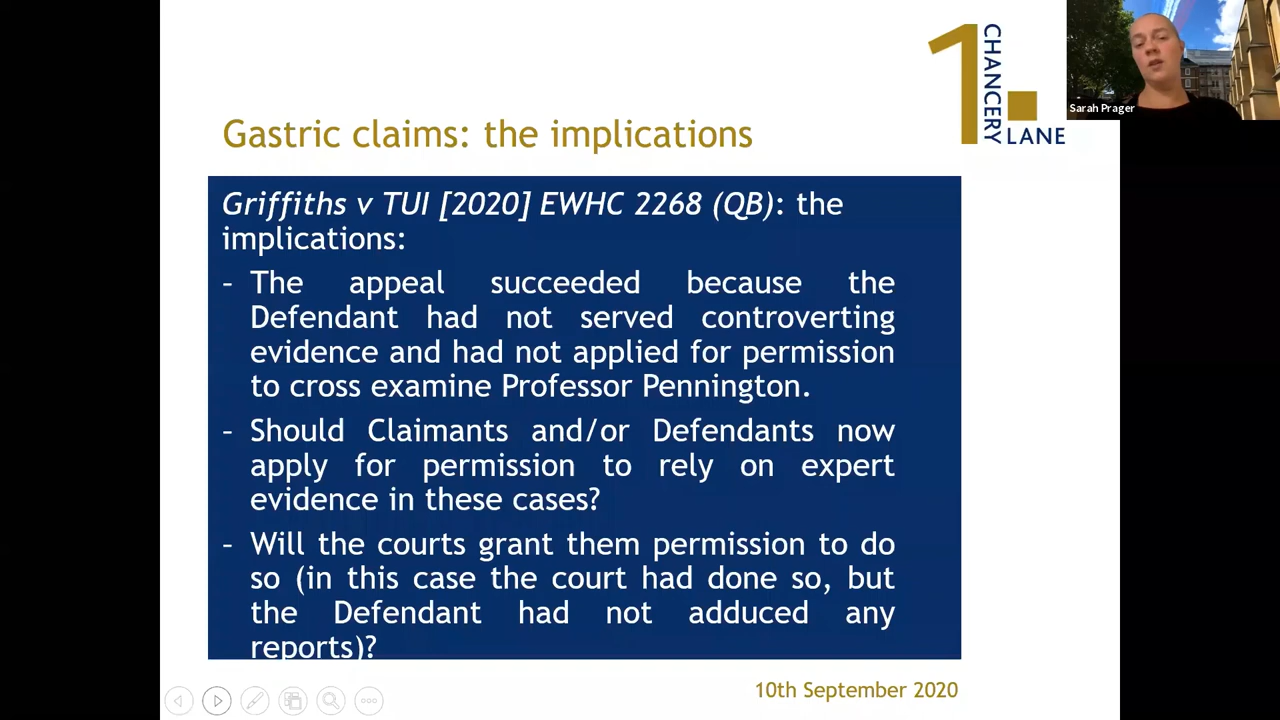 1
CHANCERY
LANE
Sarah Prager
Gastric claims: the implications
Griffiths v TUI [2020] EWHC 2268 (QB): the
implications:
- The appeal succeeded because the
Defendant had not served controverting
evidence and had not applied for permission
to cross examine Professor Pennington.
- Should Claimants and/or Defendants now
apply for permission to rely on expert
evidence in these cases?
- Will the courts grant them permission to do
so (in this case the court had done so, but
the Defendant had not adduced any
reports)?
10th September 2020